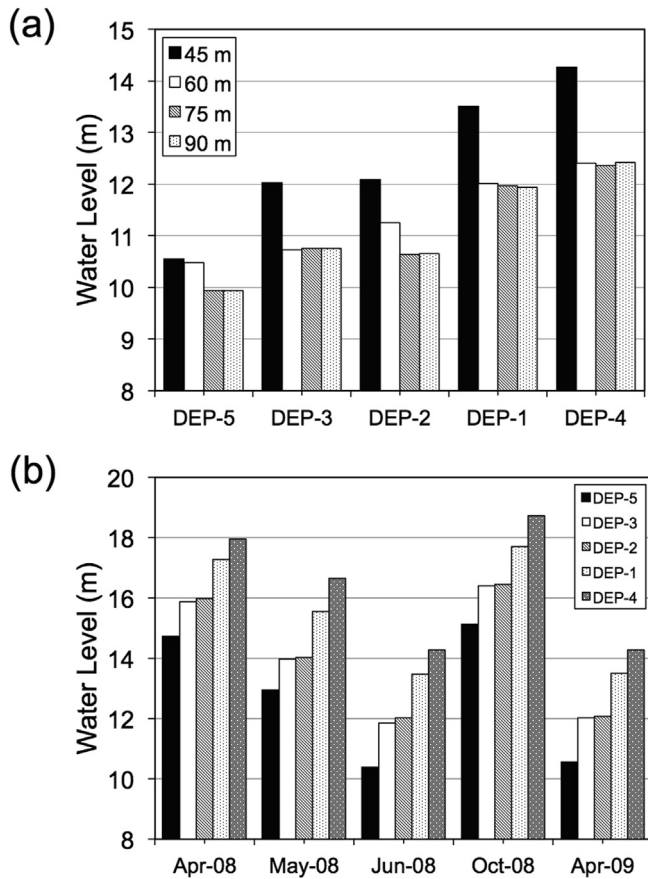 (a)
15
14
13
12
11
10
9
8
Water Level (m)
45 m
60 m
75 m
90 m
DEP-5 DEP-3 DEP-2 DEP-1 DEP-4
(b)
20
18
16
14
12
10
8
Water Level (m)
DEP-5
DEP-3
DEP-2
DEP-1
DEP-4
Apr-08 May-08 Jun-08 Oct-08 Apr-09